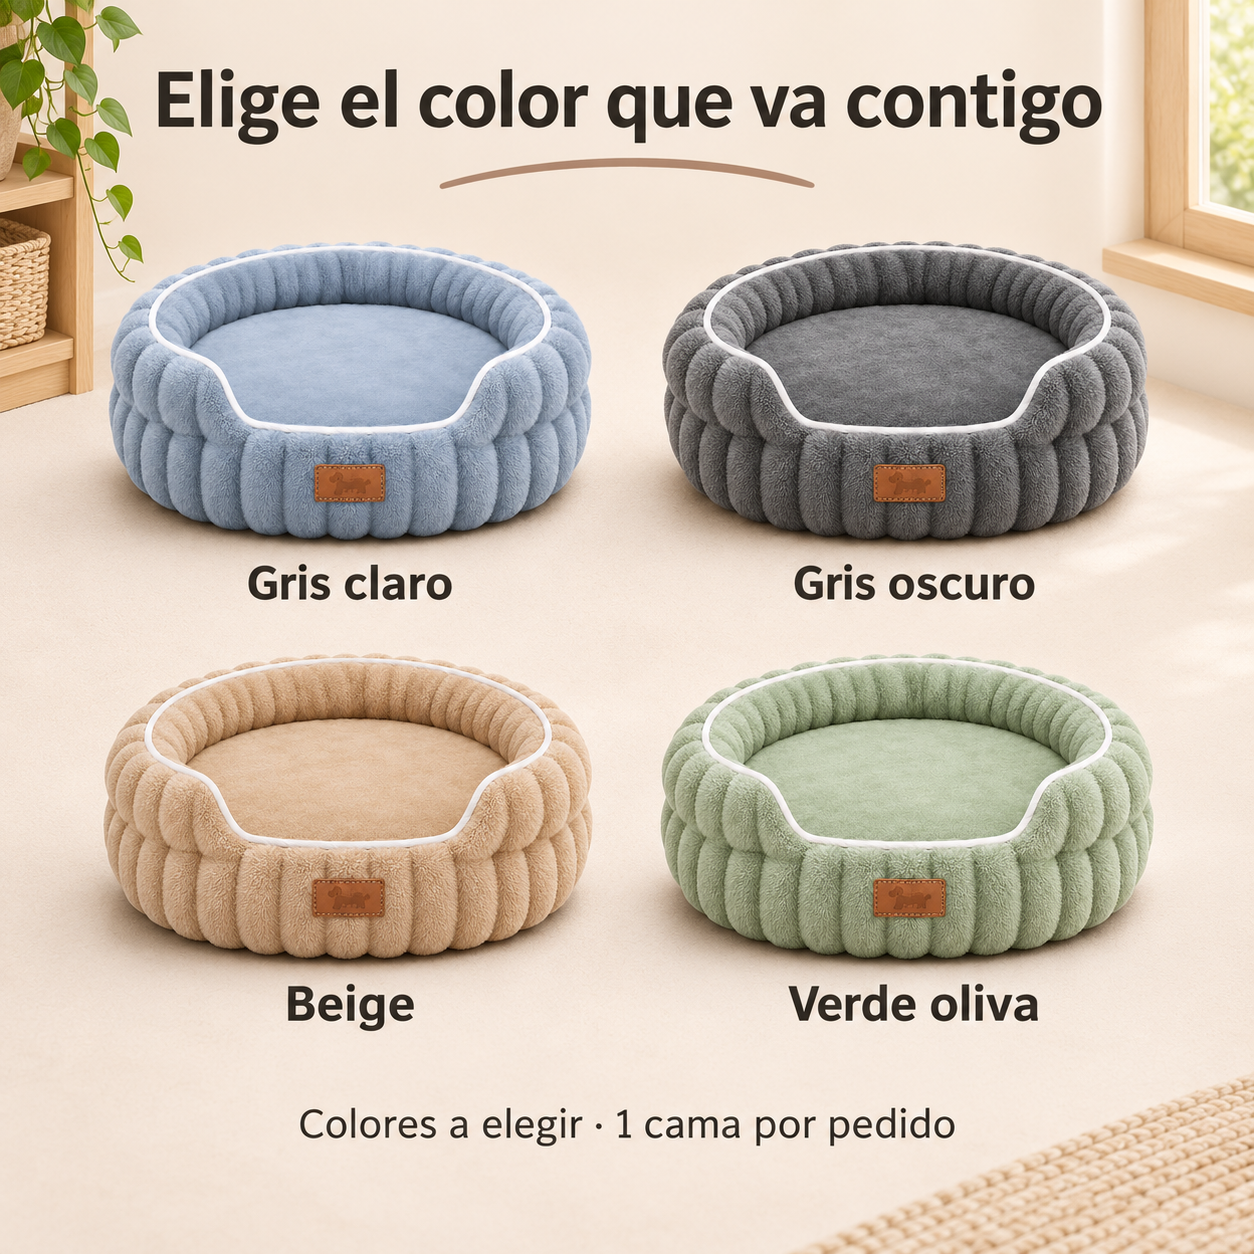 Elige el color que va contigo
Gris claro
Gris oscuro
Beige
Verde oliva
Colores a elegir · 1 cama por pedido